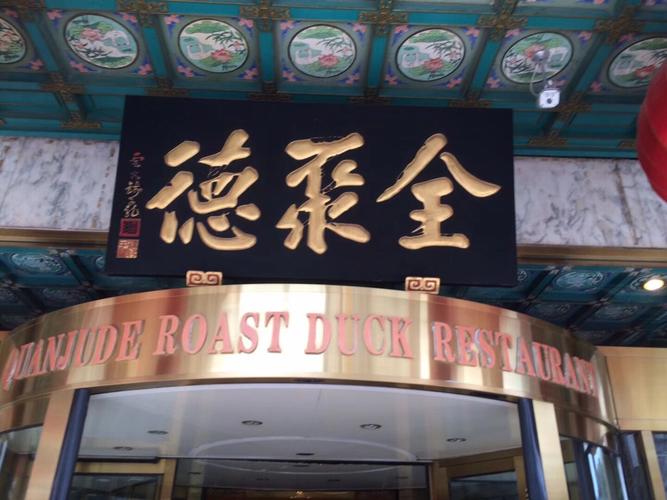 全聚德
QUANJUDE ROAST DUCK RESTAURANT